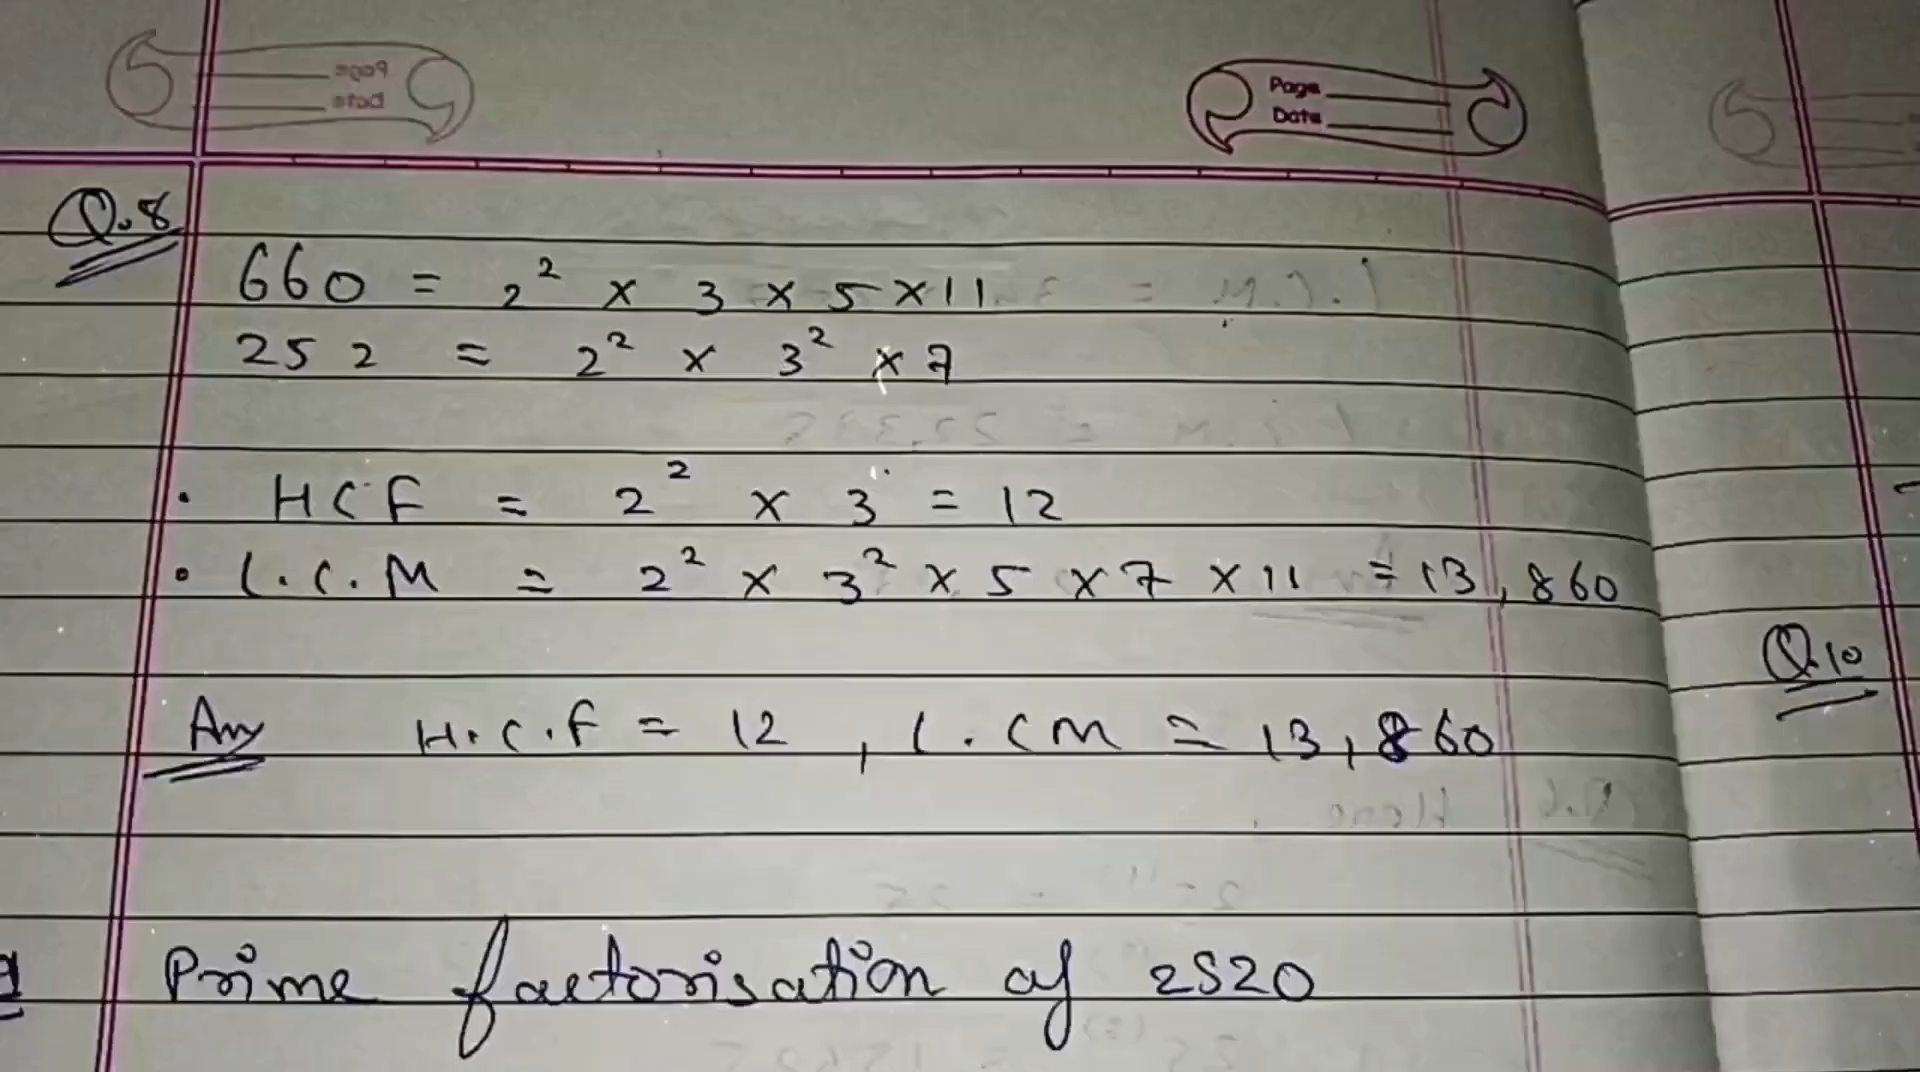 Page
Date
Q.8
660 = 2² × 3 × 5 × 11
252 = 2² × 3² × 7
• HCF = 2² × 3 = 12
• L.C.M = 2² × 3² × 5 × 7 × 11 = 13,860
Q.10
Ans H.C.F = 12, L.CM = 13,860
Prime factorisation of 2520